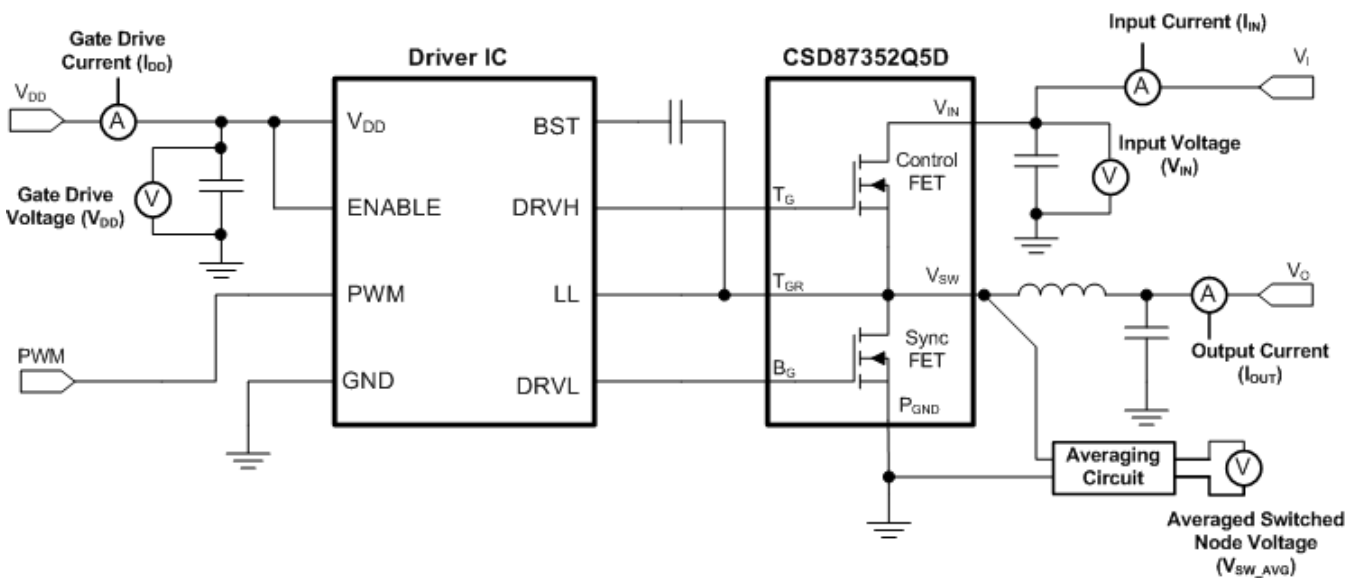 Gate Drive
Current (IDD)
VDD
A
V
Gate Drive
Voltage (VDD)
PWM
Driver IC
VDD
ENABLE
PWM
GND
BST
DRVH
LL
DRVL
CSD87352Q5D
VIN
Control
FET
TG
TGR
VSW
Sync
FET
BG
PGND
Input Current (IIN)
VI
A
Input Voltage
(VIN)
V
VO
A
Output Current
(IOUT)
Averaging
Circuit
V
Averaged Switched
Node Voltage
(VSW_AVG)